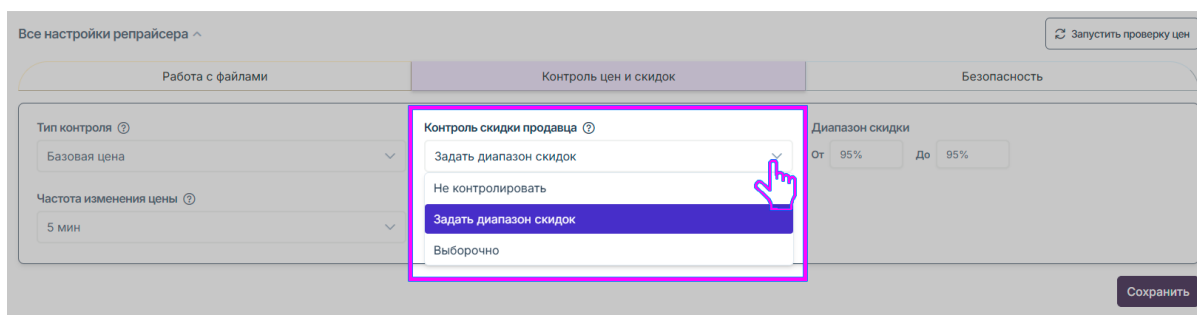 Все настройки репрайсера
Запустить проверку цен
Работа с файлами
Контроль цен и скидок
Безопасность
Тип контроля
Базовая цена
Частота изменения цены
5 мин
Контроль скидки продавца
Задать диапазон скидок
Не контролировать
Задать диапазон скидок
Выборочно
Диапазон скидки
От 95% До 95%
Сохранить